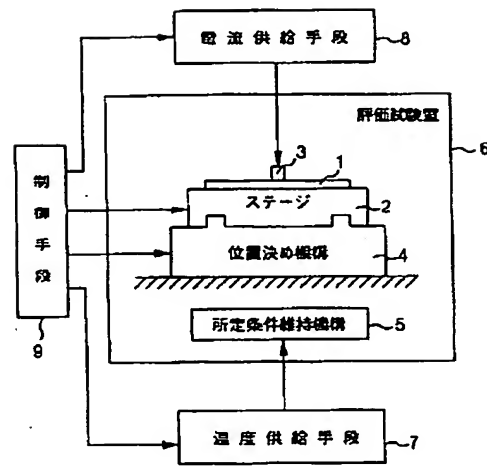 電流供給手段
8
評価試験室
6
3
1
ステージ
2
制御手段
9
位置決め機構
4
所定条件維持機構
5
温度供給手段
7